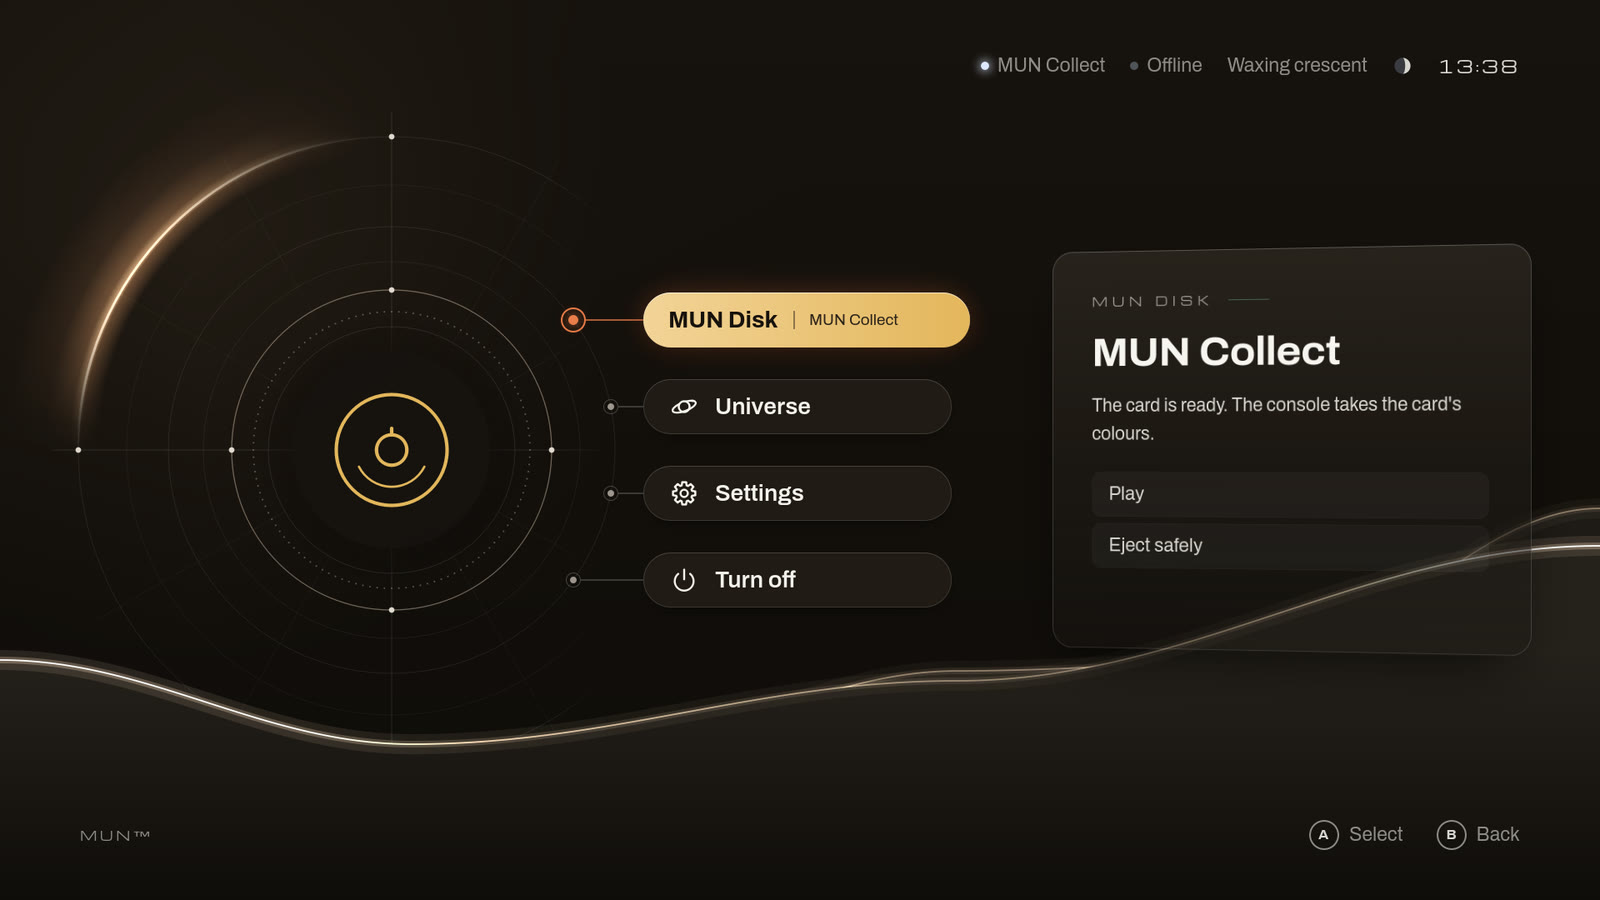 MUN Collect Offline Waxing crescent 13:38
MUN Disk | MUN Collect
Universe
Settings
Turn off
MUN DISK
MUN Collect
The card is ready. The console takes the card's
colours.
Play
Eject safely
MUN™
A Select B Back